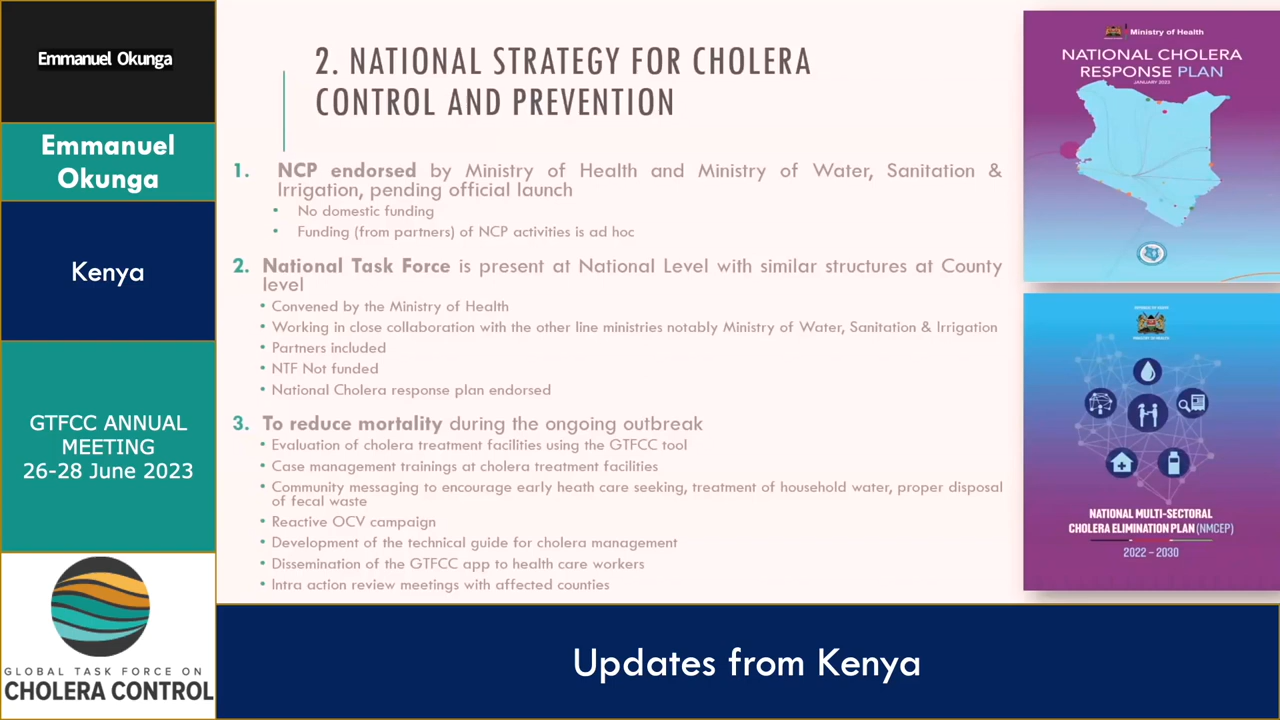 Emmanuel Okunga
Emmanuel
Okunga
Kenya
GTFCC ANNUAL
MEETING
26-28 June 2023
GLOBAL TASK FORCE ON
CHOLERA CONTROL
2. NATIONAL STRATEGY FOR CHOLERA
CONTROL AND PREVENTION
1. NCP endorsed by Ministry of Health and Ministry of Water, Sanitation &
Irrigation, pending official launch
• No domestic funding
• Funding (from partners) of NCP activities is ad hoc
2. National Task Force is present at National Level with similar structures at County
level
• Convened by the Ministry of Health
• Working in close collaboration with the other line ministries notably Ministry of Water, Sanitation & Irrigation
• Partners included
• NTF Not funded
• National Cholera response plan endorsed
3. To reduce mortality during the ongoing outbreak
• Evaluation of cholera treatment facilities using the GTFCC tool
• Case management trainings at cholera treatment facilities
• Community messaging to encourage early heath care seeking, treatment of household water, proper disposal
of fecal waste
• Reactive OCV campaign
• Development of the technical guide for cholera management
• Dissemination of the GTFCC app to health care workers
• Intra action review meetings with affected counties
Ministry of Health
NATIONAL CHOLERA
RESPONSE PLAN
JANUARY 2023
REPUBLIC OF KENYA
MINISTRY OF HEALTH
NATIONAL MULTI-SECTORAL
CHOLERA ELIMINATION PLAN (NMCEP)
2022 – 2030
Updates from Kenya